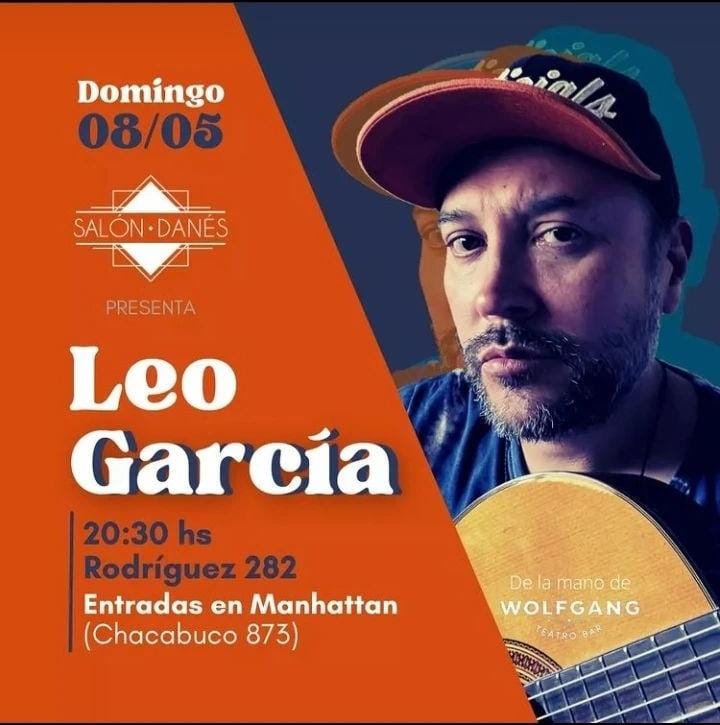 Domingo
08/05
SALÓN • DANÉS
PRESENTA
Leo
García
20:30 hs
Rodríguez 282
Entradas en Manhattan
(Chacabuco 873)
De la mano de
WOLFGANG
TEATRO BAR